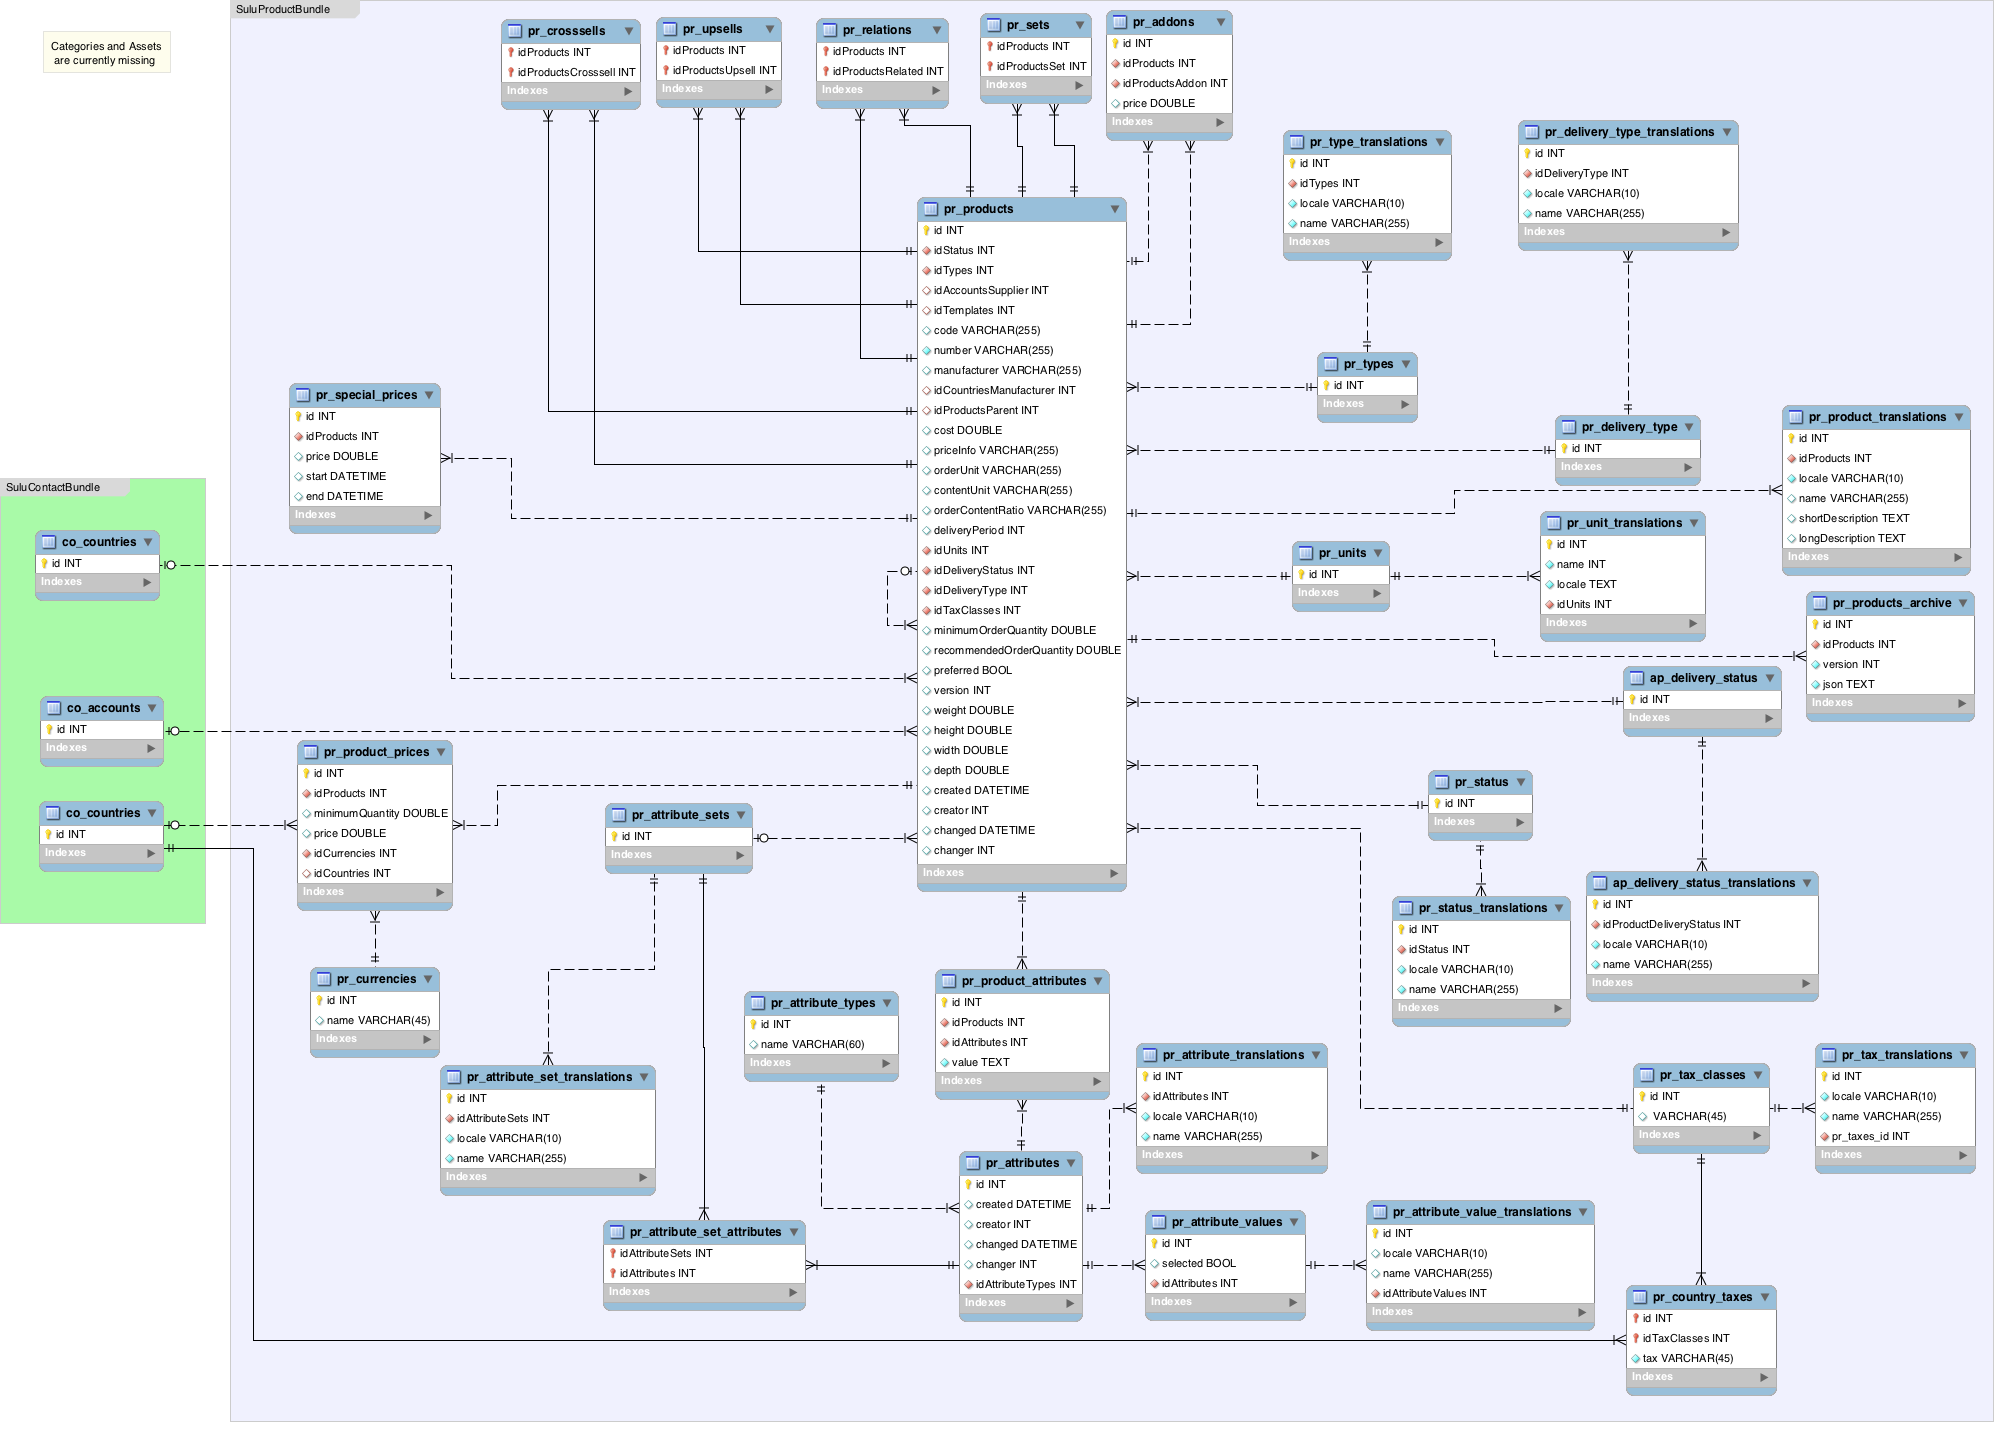 SuluProductBundle
Categories and Assets
are currently missing
pr_crosssells
idProducts INT
idProductsCrosssell INT
Indexes
pr_upsells
idProducts INT
idProductsUpsell INT
Indexes
pr_relations
idProducts INT
idProductsRelated INT
Indexes
pr_sets
idProducts INT
idProductsSet INT
Indexes
pr_addons
id INT
idProducts INT
idProductsAddon INT
price DOUBLE
Indexes
pr_type_translations
id INT
idTypes INT
locale VARCHAR(10)
name VARCHAR(255)
Indexes
pr_delivery_type_translations
id INT
idDeliveryType INT
locale VARCHAR(10)
name VARCHAR(255)
Indexes
pr_products
id INT
idStatus INT
idTypes INT
idAccountsSupplier INT
idTemplates INT
code VARCHAR(255)
number VARCHAR(255)
manufacturer VARCHAR(255)
idCountriesManufacturer INT
idProductsParent INT
cost DOUBLE
priceInfo VARCHAR(255)
orderUnit VARCHAR(255)
contentUnit VARCHAR(255)
orderContentRatio VARCHAR(255)
deliveryPeriod INT
idUnits INT
idDeliveryStatus INT
idDeliveryType INT
idTaxClasses INT
minimumOrderQuantity DOUBLE
recommendedOrderQuantity DOUBLE
preferred BOOL
version INT
weight DOUBLE
height DOUBLE
width DOUBLE
depth DOUBLE
created DATETIME
creator INT
changed DATETIME
changer INT
Indexes
pr_types
id INT
Indexes
pr_special_prices
id INT
idProducts INT
price DOUBLE
start DATETIME
end DATETIME
Indexes
pr_delivery_type
id INT
Indexes
pr_product_translations
id INT
idProducts INT
locale VARCHAR(10)
name VARCHAR(255)
shortDescription TEXT
longDescription TEXT
Indexes
SuluContactBundle
co_countries
id INT
Indexes
pr_units
id INT
Indexes
pr_unit_translations
id INT
name INT
locale TEXT
idUnits INT
Indexes
pr_products_archive
id INT
idProducts INT
version INT
json TEXT
Indexes
ap_delivery_status
id INT
Indexes
co_accounts
id INT
Indexes
pr_product_prices
id INT
idProducts INT
minimumQuantity DOUBLE
price DOUBLE
idCurrencies INT
idCountries INT
Indexes
pr_status
id INT
Indexes
co_countries
id INT
Indexes
pr_attribute_sets
id INT
Indexes
ap_delivery_status_translations
id INT
idProductDeliveryStatus INT
locale VARCHAR(10)
name VARCHAR(255)
Indexes
pr_status_translations
id INT
idStatus INT
locale VARCHAR(10)
name VARCHAR(255)
Indexes
pr_currencies
id INT
name VARCHAR(45)
Indexes
pr_attribute_types
id INT
name VARCHAR(60)
Indexes
pr_product_attributes
id INT
idProducts INT
idAttributes INT
value TEXT
Indexes
pr_attribute_translations
id INT
idAttributes INT
locale VARCHAR(10)
name VARCHAR(255)
Indexes
pr_tax_classes
id INT
VARCHAR(45)
Indexes
pr_tax_translations
id INT
locale VARCHAR(10)
name VARCHAR(255)
pr_taxes_id INT
Indexes
pr_attribute_set_translations
id INT
idAttributeSets INT
locale VARCHAR(10)
name VARCHAR(255)
Indexes
pr_attributes
id INT
created DATETIME
creator INT
changed DATETIME
changer INT
idAttributeTypes INT
Indexes
pr_attribute_set_attributes
idAttributeSets INT
idAttributes INT
Indexes
pr_attribute_values
id INT
selected BOOL
idAttributes INT
Indexes
pr_attribute_value_translations
id INT
locale VARCHAR(10)
name VARCHAR(255)
idAttributeValues INT
Indexes
pr_country_taxes
id INT
idTaxClasses INT
tax VARCHAR(45)
Indexes